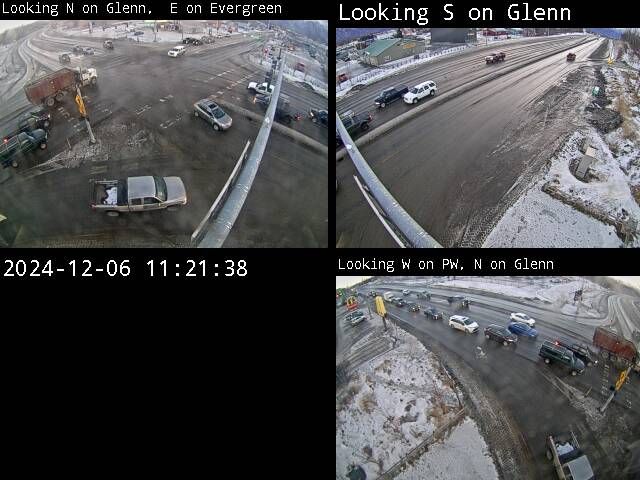 Looking N on Glenn,  E on Evergreen
Looking S on Glenn
2024-12-06 11:21:38
Looking W on PW, N on Glenn